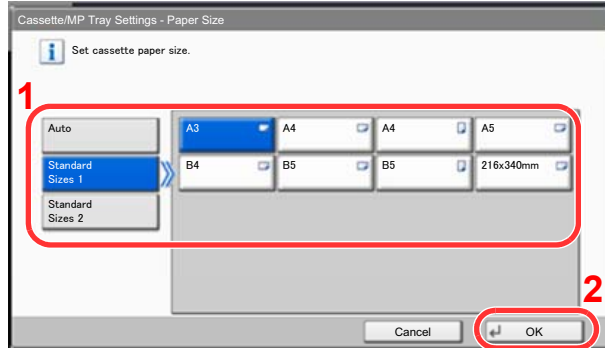 Cassette/MP Tray Settings - Paper Size
Set cassette paper size.
1
Auto
A3
A4
A4
A5
Standard
Sizes 1
B4
B5
B5
216x340mm
Standard
Sizes 2
2
Cancel
OK